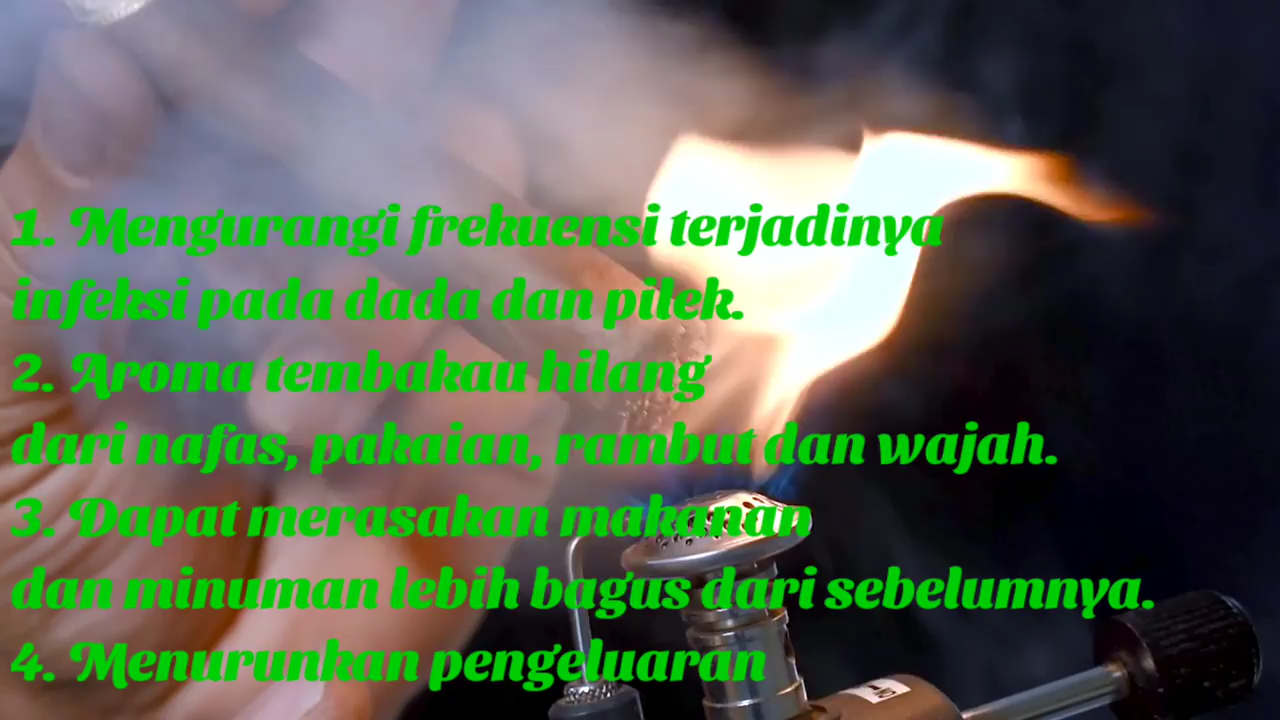 1. Mengurangi frekuensi terjadinya
infeksi pada dada dan pilek.
2. Aroma tembakau hilang
dari nafas, pakaian, rambut dan wajah.
3. Dapat merasakan makanan
dan minuman lebih bagus dari sebelumnya.
4. Menurunkan pengeluaran